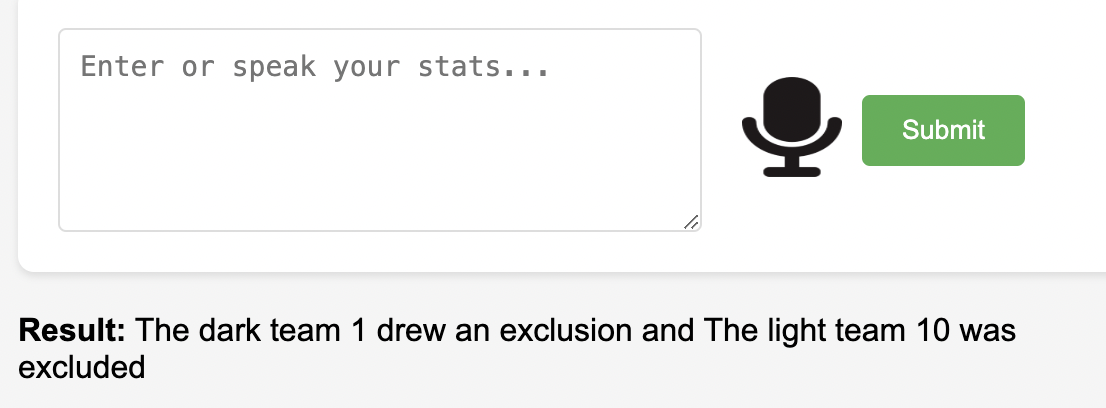 Enter or speak your stats...
Submit
Result: The dark team 1 drew an exclusion and The light team 10 was
excluded